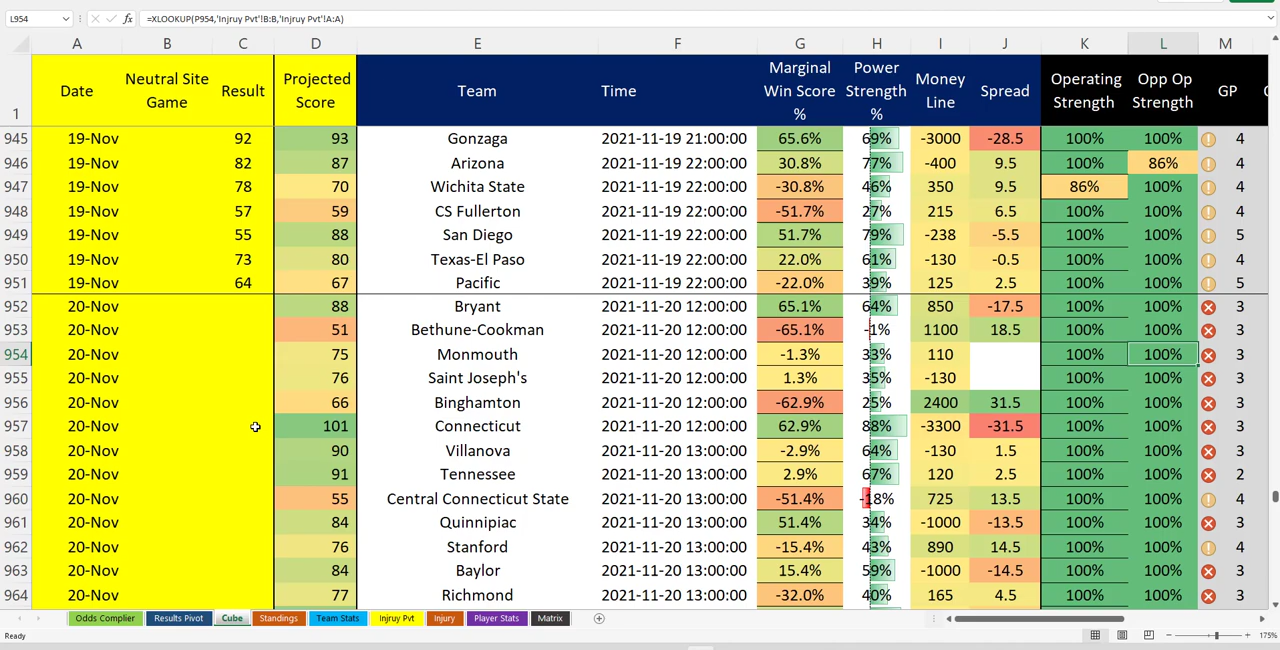 L954 fx =XLOOKUP(P954,'Injruy Pvt'!B:B,'Injruy Pvt'!A:A)
A B C D E F G H I J K L M
1 Date Neutral Site Game Result Projected Score Team Time Marginal Win Score % Power Strength % Money Line Spread Operating Strength Opp Op Strength GP
945 19-Nov 92 93 Gonzaga 2021-11-19 21:00:00 65.6% 69% -3000 -28.5 100% 100% 4
946 19-Nov 82 87 Arizona 2021-11-19 22:00:00 30.8% 77% -400 9.5 100% 86% 4
947 19-Nov 78 70 Wichita State 2021-11-19 22:00:00 -30.8% 46% 350 9.5 86% 100% 4
948 19-Nov 57 59 CS Fullerton 2021-11-19 22:00:00 -51.7% 27% 215 6.5 100% 100% 4
949 19-Nov 55 88 San Diego 2021-11-19 22:00:00 51.7% 79% -238 -5.5 100% 100% 5
950 19-Nov 73 80 Texas-El Paso 2021-11-19 22:00:00 22.0% 61% -130 -0.5 100% 100% 4
951 19-Nov 64 67 Pacific 2021-11-19 22:00:00 -22.0% 39% 125 2.5 100% 100% 5
952 20-Nov 88 Bryant 2021-11-20 12:00:00 65.1% 64% 850 -17.5 100% 100% 3
953 20-Nov 51 Bethune-Cookman 2021-11-20 12:00:00 -65.1% -1% 1100 18.5 100% 100% 3
954 20-Nov 75 Monmouth 2021-11-20 12:00:00 -1.3% 33% 110 100% 100% 3
955 20-Nov 76 Saint Joseph's 2021-11-20 12:00:00 1.3% 35% -130 100% 100% 3
956 20-Nov 66 Binghamton 2021-11-20 12:00:00 -62.9% 25% 2400 31.5 100% 100% 3
957 20-Nov 101 Connecticut 2021-11-20 12:00:00 62.9% 88% -3300 -31.5 100% 100% 3
958 20-Nov 90 Villanova 2021-11-20 13:00:00 -2.9% 64% -130 1.5 100% 100% 3
959 20-Nov 91 Tennessee 2021-11-20 13:00:00 2.9% 67% 120 2.5 100% 100% 2
960 20-Nov 55 Central Connecticut State 2021-11-20 13:00:00 -51.4% -18% 725 13.5 100% 100% 4
961 20-Nov 84 Quinnipiac 2021-11-20 13:00:00 51.4% 34% -1000 -13.5 100% 100% 3
962 20-Nov 76 Stanford 2021-11-20 13:00:00 -15.4% 43% 890 14.5 100% 100% 4
963 20-Nov 84 Baylor 2021-11-20 13:00:00 15.4% 59% -1000 -14.5 100% 100% 3
964 20-Nov 77 Richmond 2021-11-20 13:00:00 -32.0% 40% 165 4.5 100% 100% 3
Odds Complier Results Pivot Cube Standings Team Stats Injruy Pvt Injury Player Stats Matrix
Ready 175%